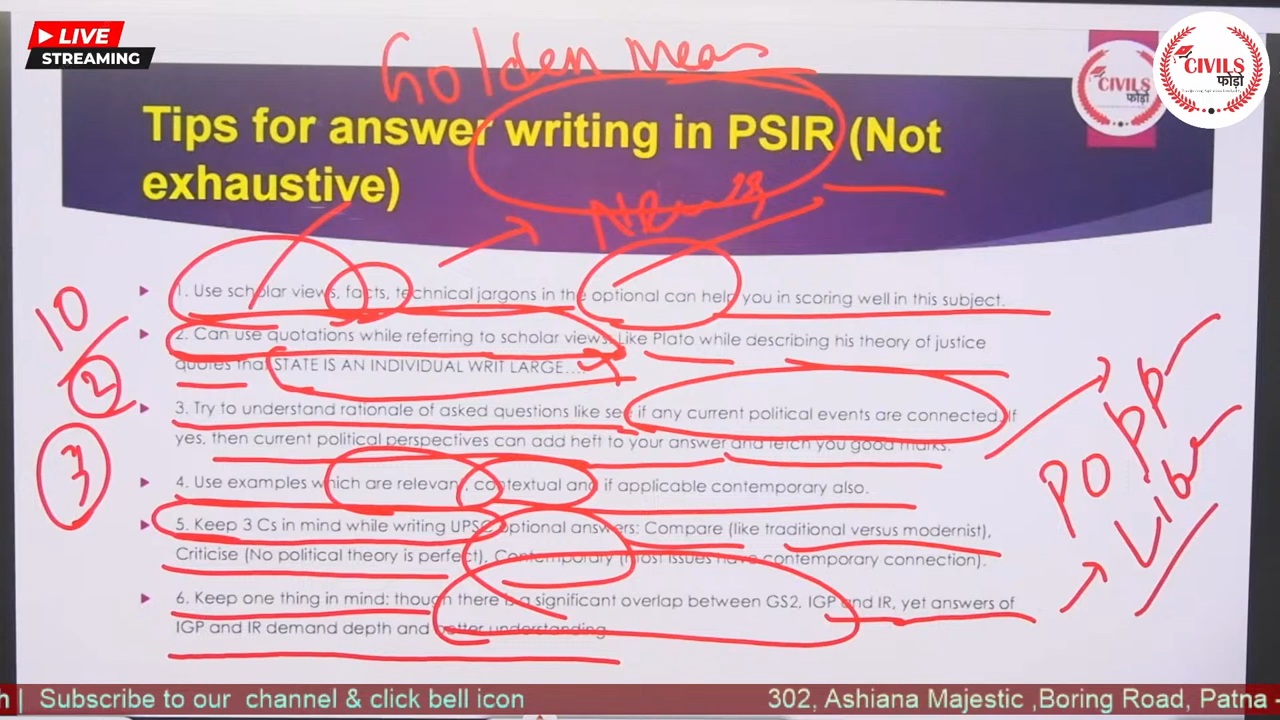 LIVE
STREAMING
Golden mean
CIVILS
फोड़ो
CIVILS
फोड़ो
Tips for answer writing in PSIR (Not
exhaustive)
1. Use scholar views, facts, technical jargons in the optional can help you in scoring well in this subject.
2. Can use quotations while referring to scholar views. Like Plato while describing his theory of justice
quotes that STATE IS AN INDIVIDUAL WRIT LARGE....
3. Try to understand rationale of asked questions like see if any current political events are connected. If
yes, then current political perspectives can add heft to your answer and fetch you good marks.
4. Use examples which are relevant, contextual and if applicable contemporary also.
5. Keep 3 Cs in mind while writing UPSC optional answers: Compare (like traditional versus modernist),
Criticise (No political theory is perfect), Contemporary (most issues have contemporary connection).
6. Keep one thing in mind; though there is a significant overlap between GS2, IGP and IR, yet answers of
IGP and IR demand depth and better understanding.
10
2
3
h | Subscribe to our channel & click bell icon
302, Ashiana Majestic ,Boring Road, Patna -